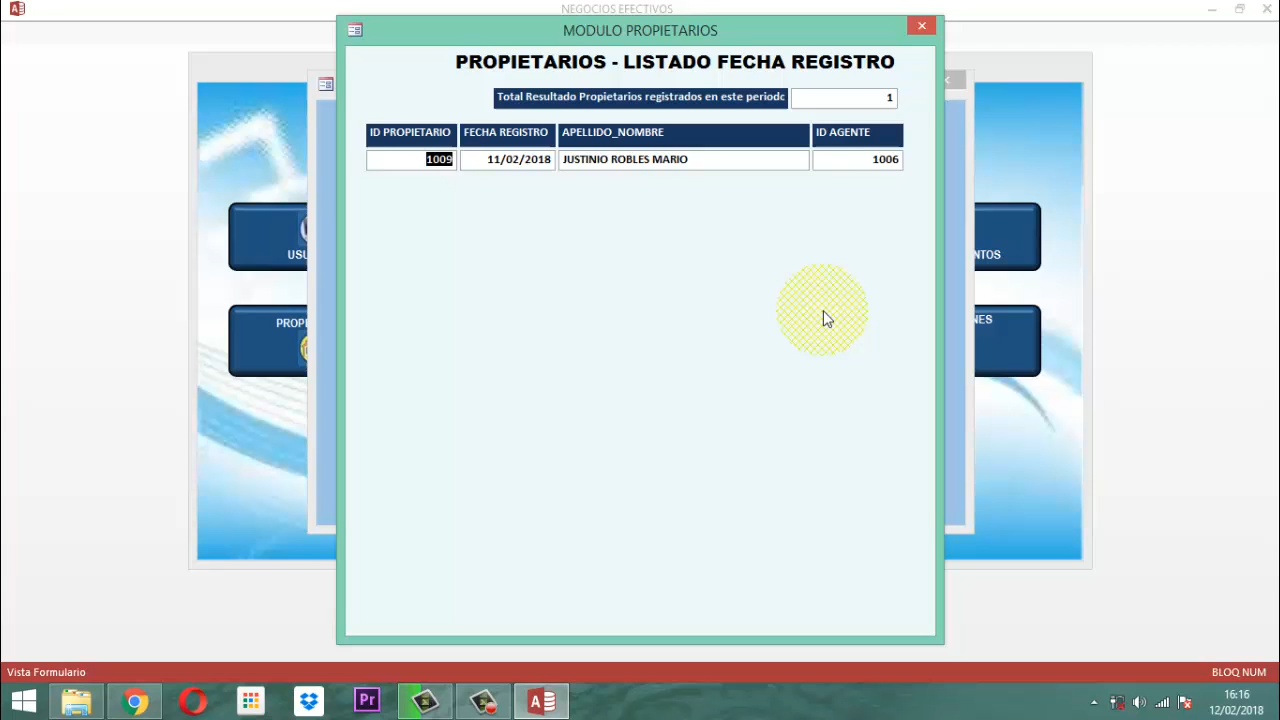 NEGOCIOS EFECTIVOS
MODULO PROPIETARIOS
PROPIETARIOS - LISTADO FECHA REGISTRO
Total Resultado Propietarios registrados en este periodc 1
ID PROPIETARIO FECHA REGISTRO APELLIDO_NOMBRE ID AGENTE
1009 11/02/2018 JUSTINIO ROBLES MARIO 1006
USU
NTOS
PROPI
NES
Vista Formulario
BLOQ NUM
Pr
16:16
12/02/2018